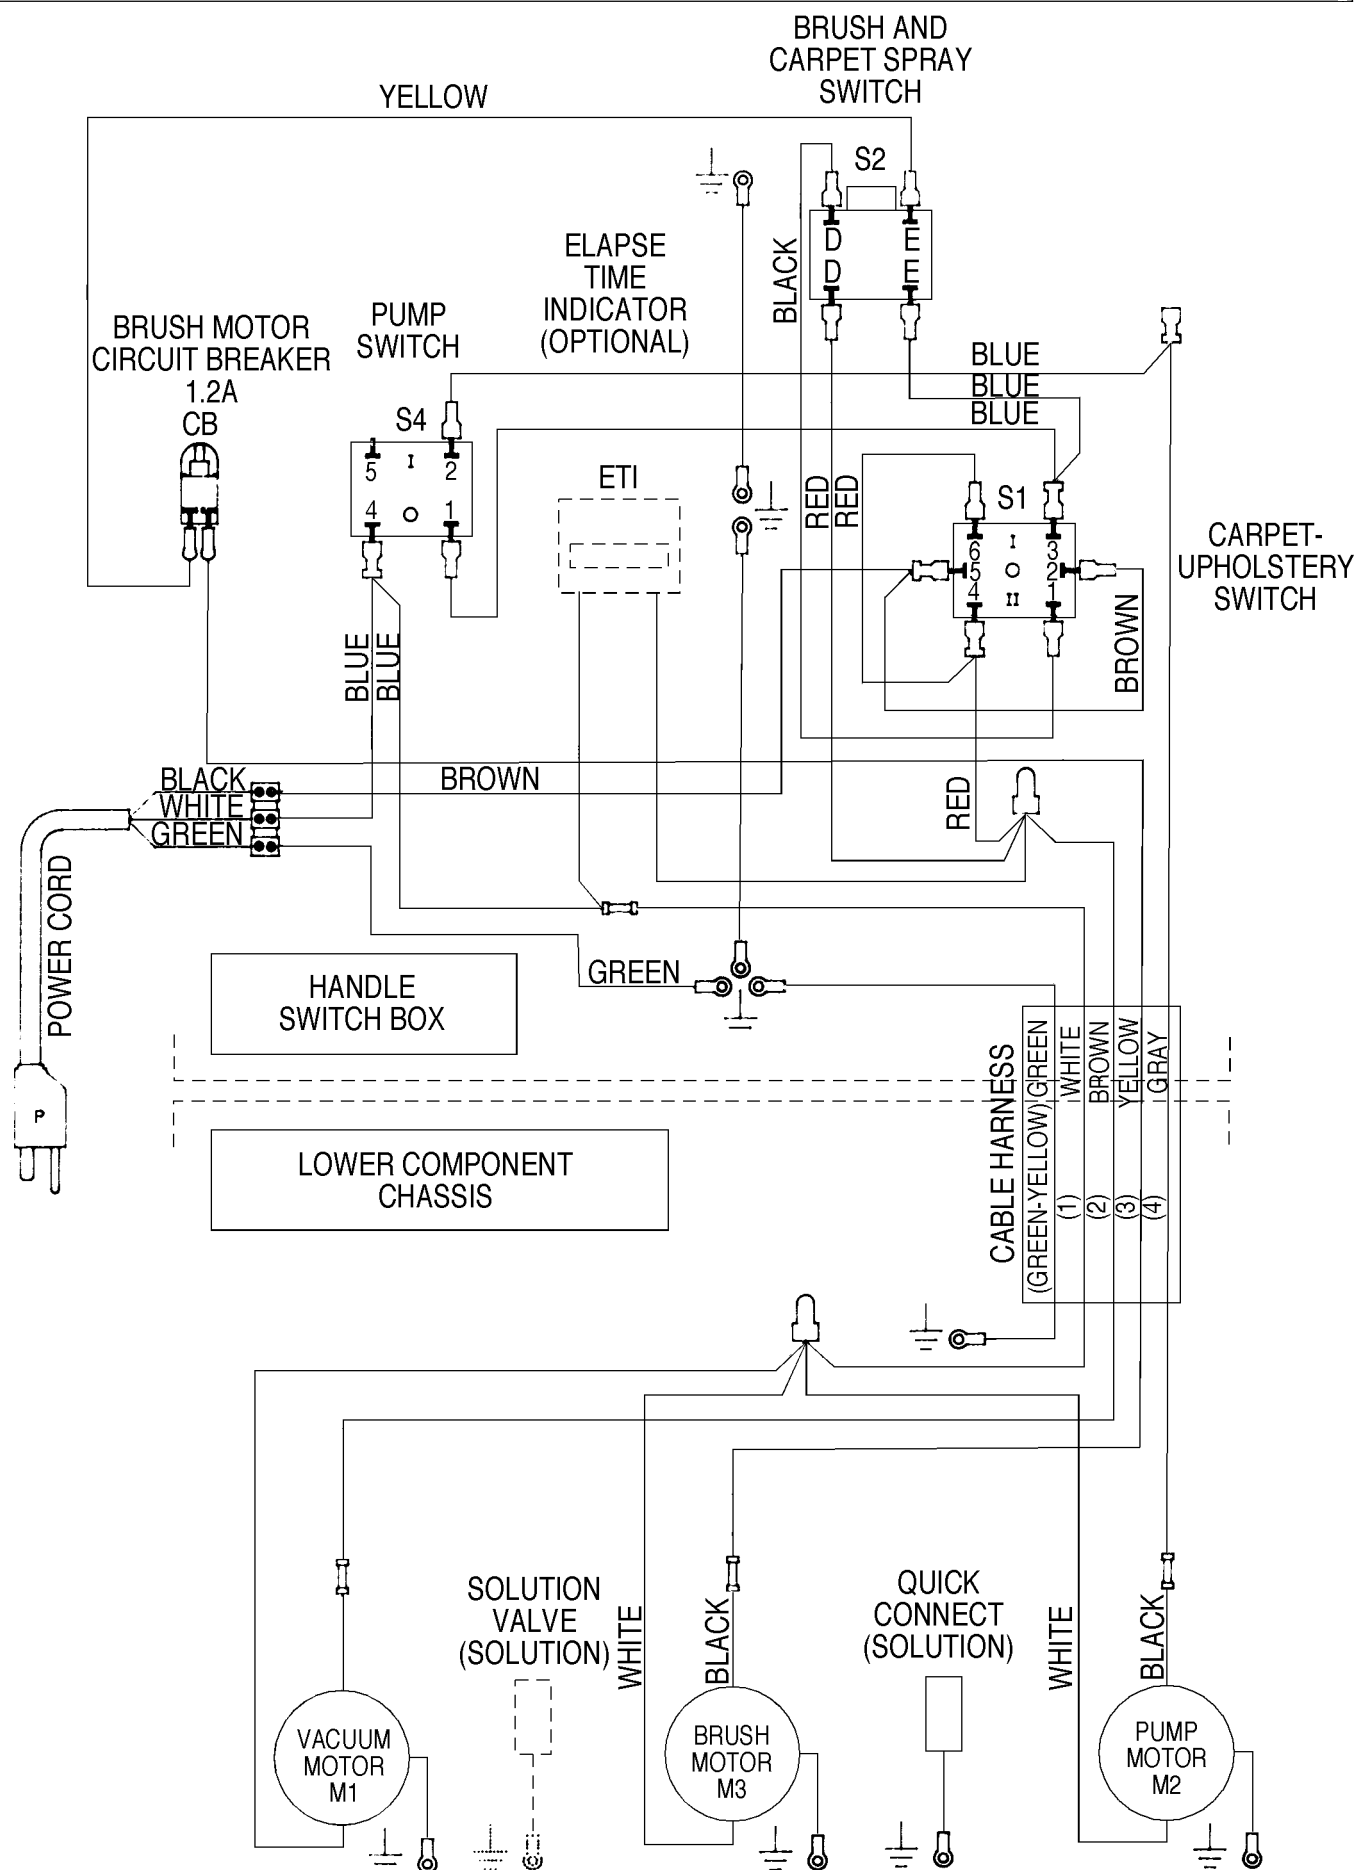 BRUSH AND
CARPET SPRAY
SWITCH
YELLOW
S2
D E
D E
BLACK
ELAPSE
TIME
INDICATOR
(OPTIONAL)
PUMP
SWITCH
BRUSH MOTOR
CIRCUIT BREAKER
1.2A
CB
BLUE
BLUE
BLUE
S4
5 I 2
4 O 1
ETI
RED
RED
S1
6 I 3
5 O 2
4 II 1
CARPET-
UPHOLSTERY
SWITCH
BROWN
BLUE
BLUE
BLACK
WHITE
GREEN
BROWN
RED
POWER CORD
P
HANDLE
SWITCH BOX
GREEN
CABLE HARNESS
(GREEN-YELLOW) GREEN
(1) WHITE
(2) BROWN
(3) YELLOW
(4) GRAY
LOWER COMPONENT
CHASSIS
SOLUTION
VALVE
(SOLUTION)
WHITE
BLACK
QUICK
CONNECT
(SOLUTION)
WHITE
BLACK
VACUUM
MOTOR
M1
BRUSH
MOTOR
M3
PUMP
MOTOR
M2